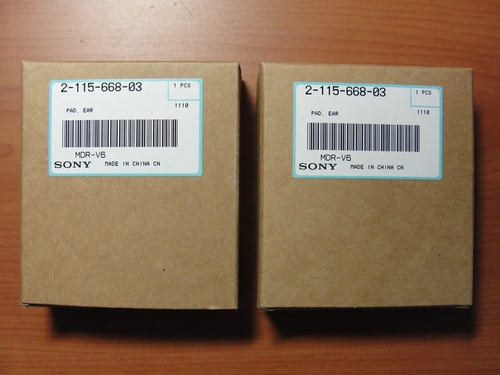 2-115-668-03
1 PCS
1110
PAD, EAR
MDR-V6
SONY MADE IN CHINA CN
2-115-668-03
1 PCS
1110
PAD, EAR
MDR-V6
SONY MADE IN CHINA CN